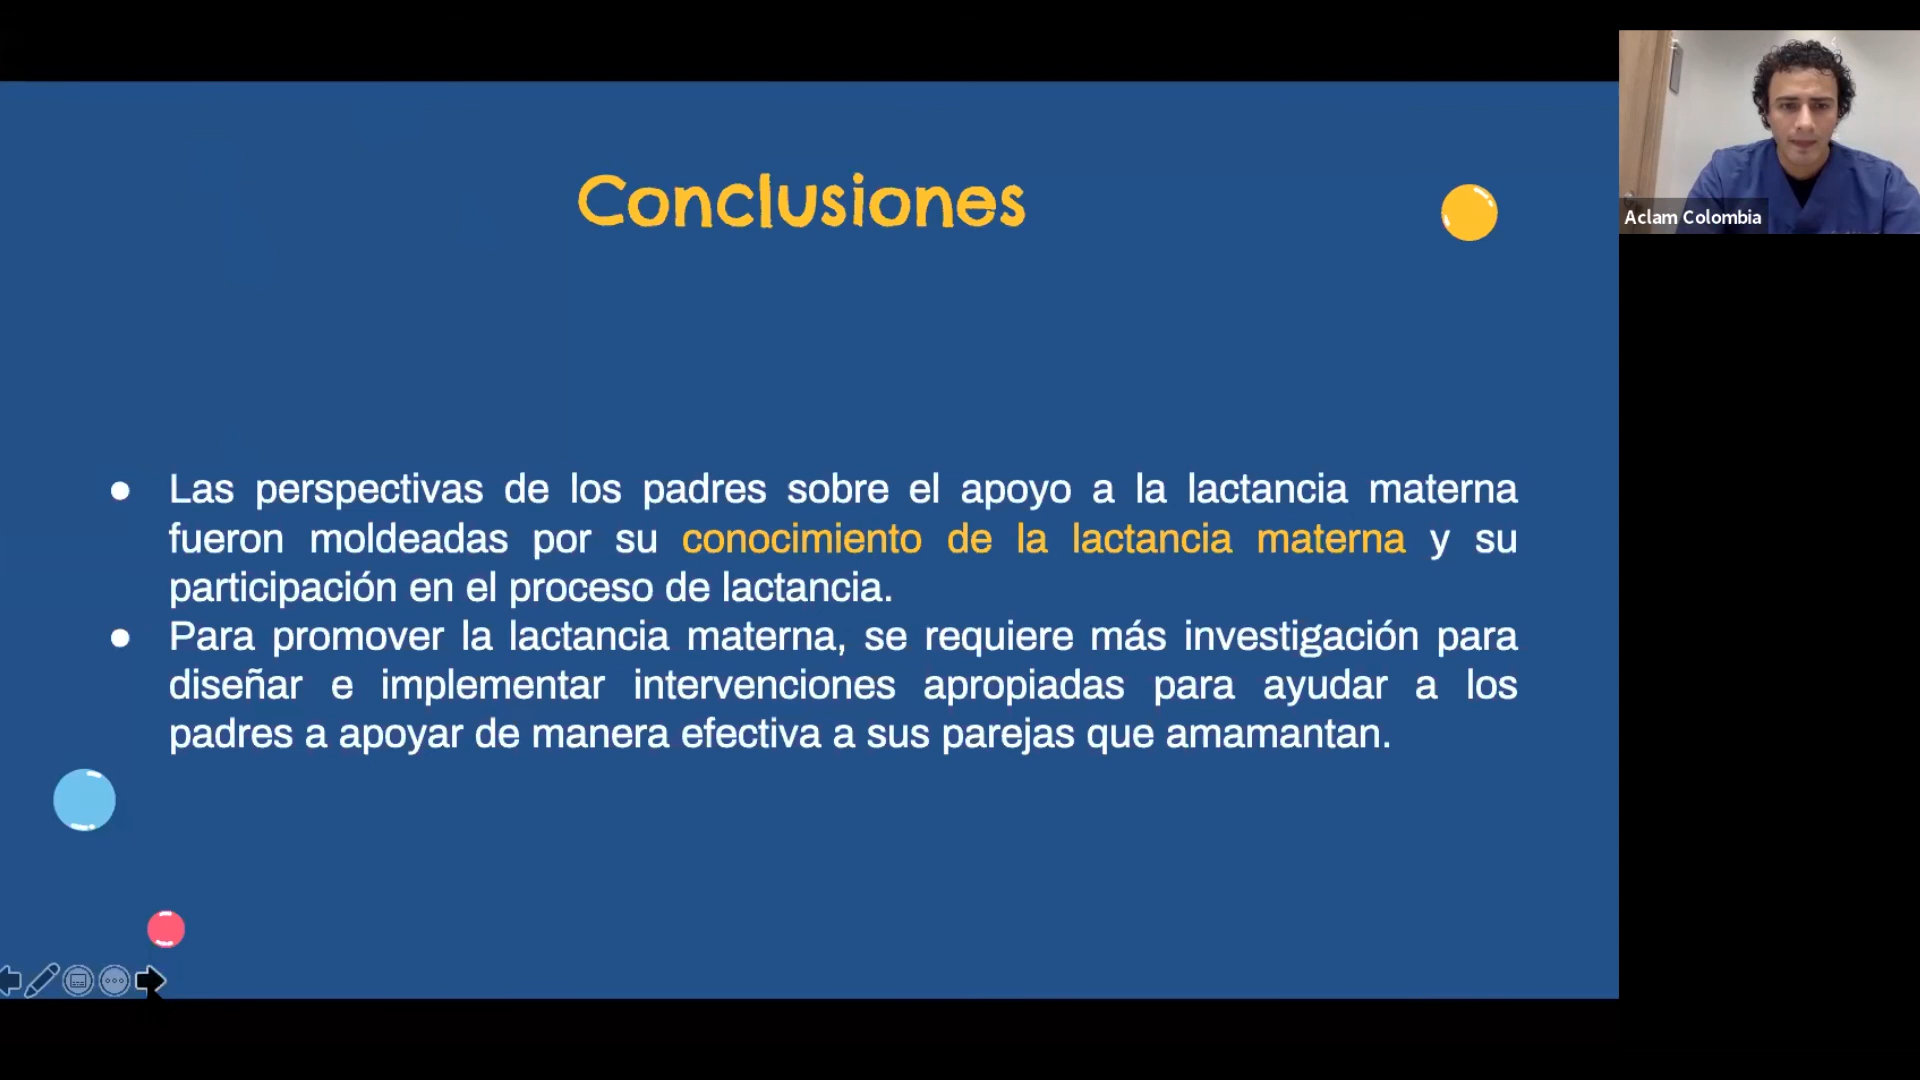 Conclusiones
Aclam Colombia
● Las perspectivas de los padres sobre el apoyo a la lactancia materna
fueron moldeadas por su conocimiento de la lactancia materna y su
participación en el proceso de lactancia.
● Para promover la lactancia materna, se requiere más investigación para
diseñar e implementar intervenciones apropiadas para ayudar a los
padres a apoyar de manera efectiva a sus parejas que amamantan.